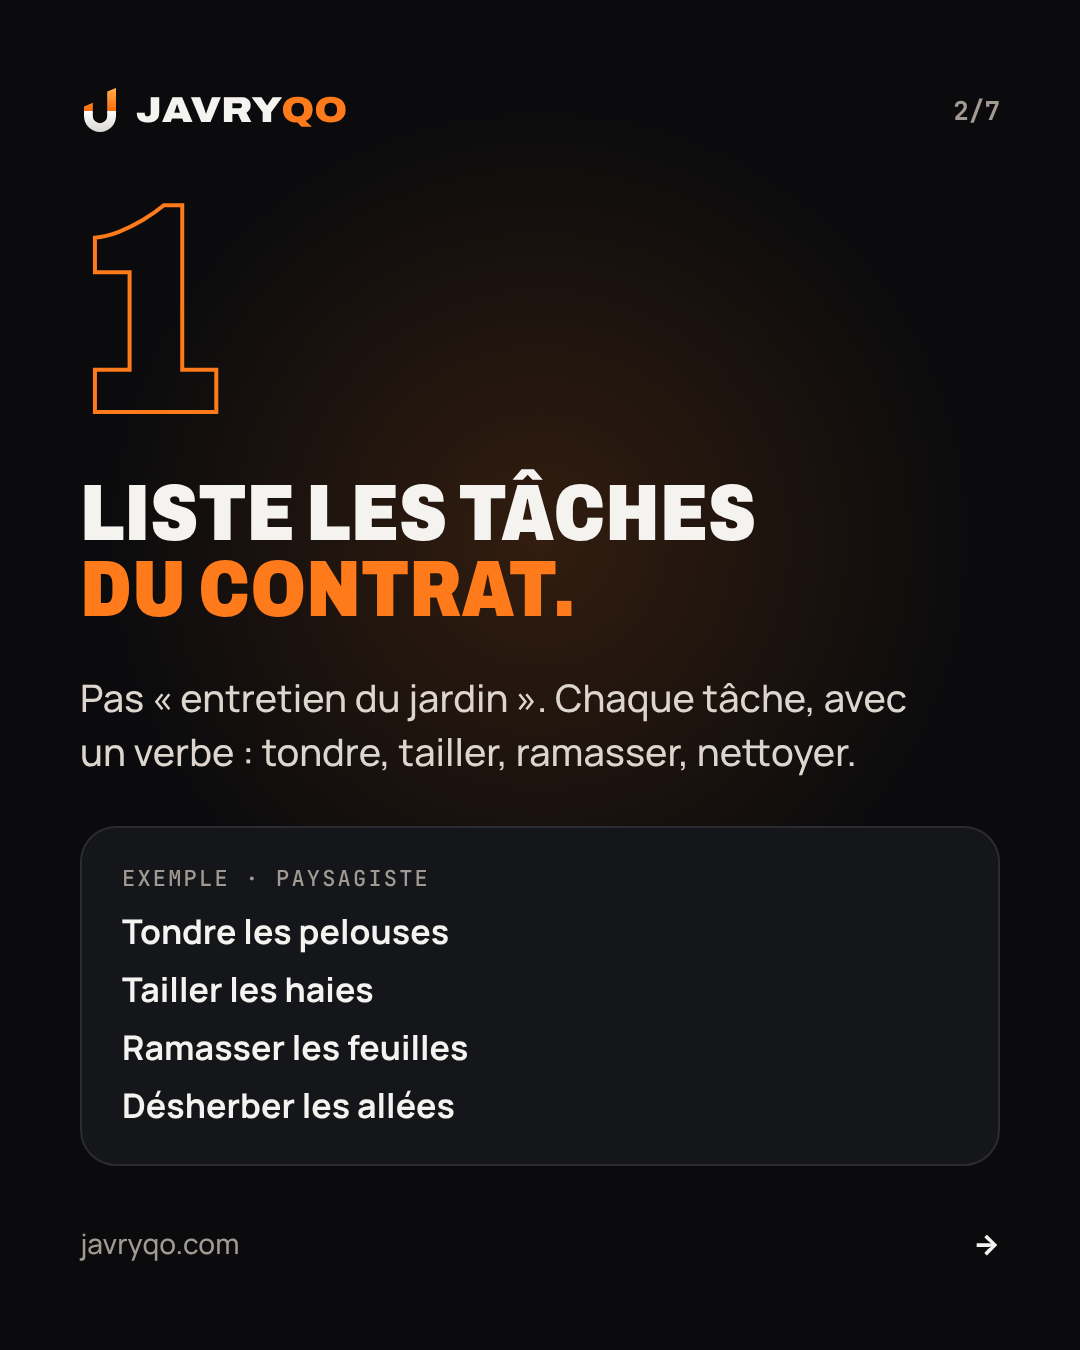 JAVRYQO
2/7
1
LISTE LES TÂCHES
DU CONTRAT.
Pas « entretien du jardin ». Chaque tâche, avec
un verbe : tondre, tailler, ramasser, nettoyer.
EXEMPLE · PAYSAGISTE
Tondre les pelouses
Tailler les haies
Ramasser les feuilles
Désherber les allées
javryqo.com
→